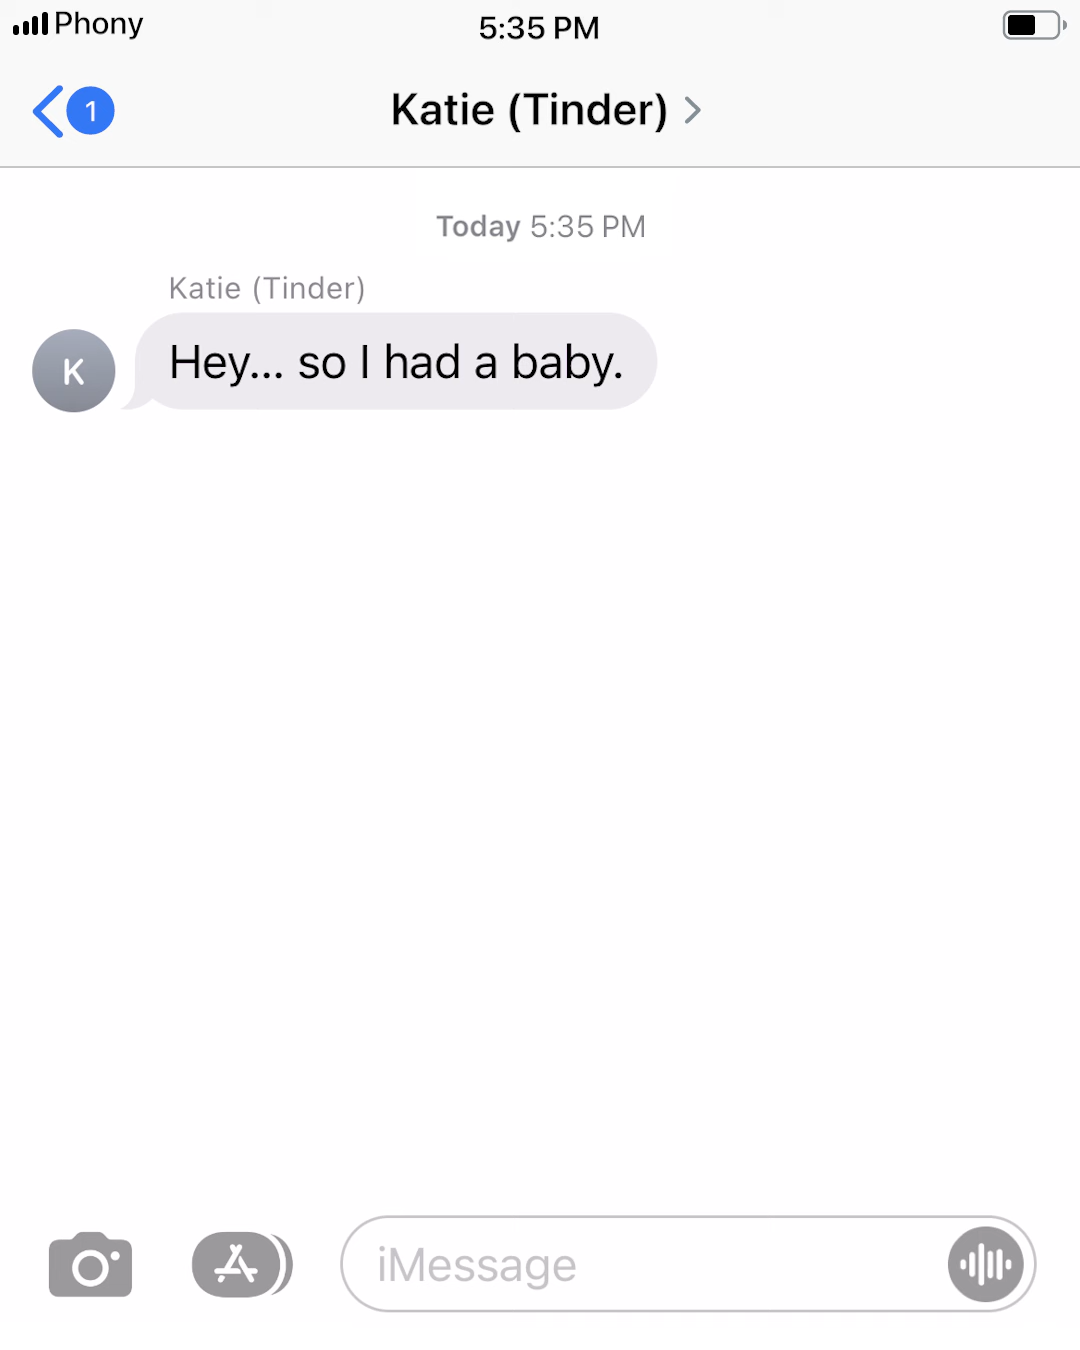 Phony 5:35 PM
1 Katie (Tinder)
Today 5:35 PM
Katie (Tinder)
K Hey... so I had a baby.
iMessage